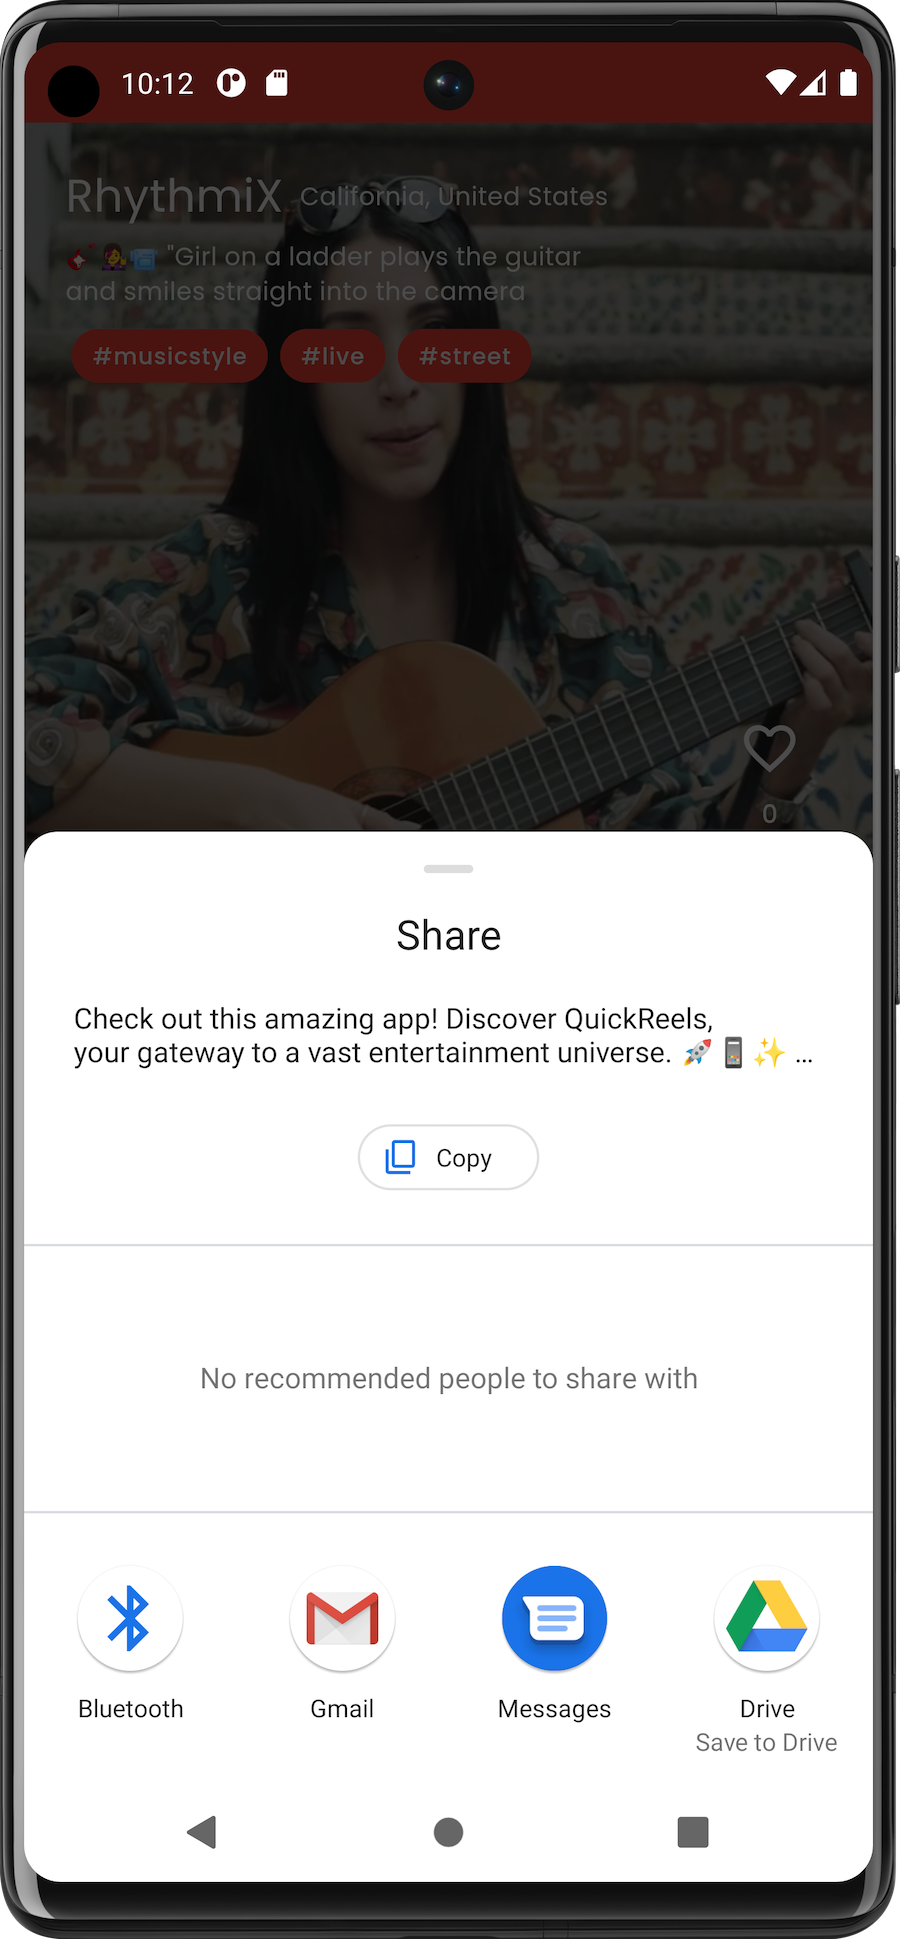 10:12
RhythmiX California, United States
"Girl on a ladder plays the guitar
and smiles straight into the camera
#musicstyle #live #street
0
Share
Check out this amazing app! Discover QuickReels,
your gateway to a vast entertainment universe. 🚀 📱 ✨ ...
Copy
No recommended people to share with
Bluetooth Gmail Messages Drive
Save to Drive